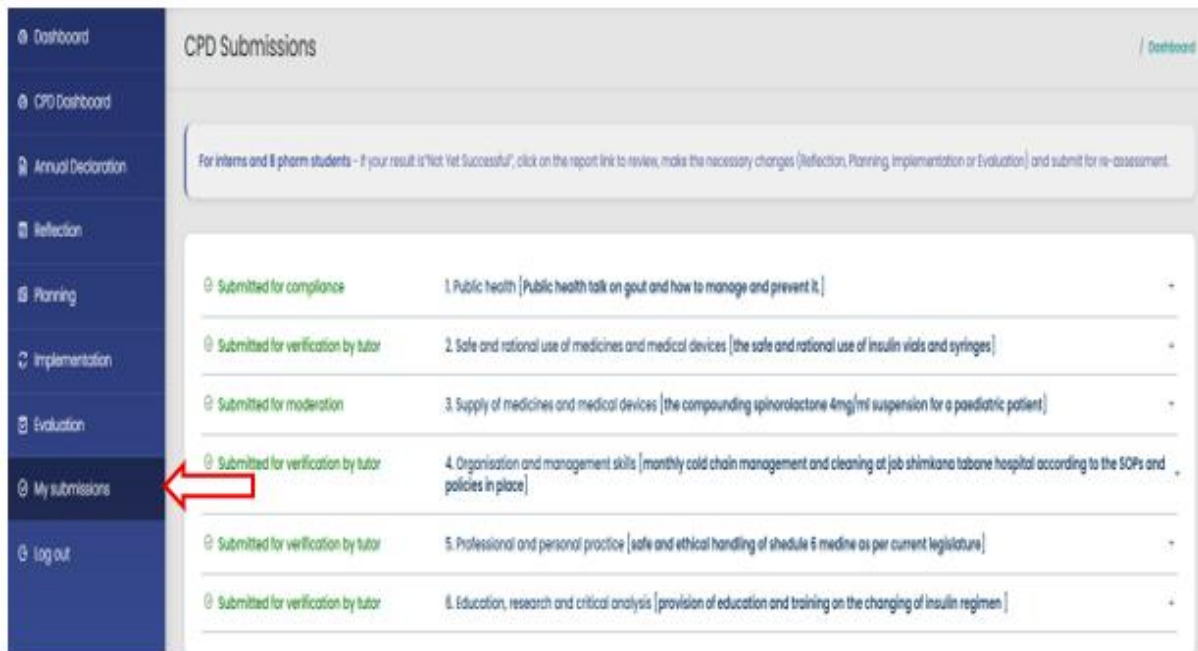 Dashboard
CPD Dashboard
Annual Declaration
Reflection
Planning
Implementation
Evaluation
My submissions
Log out
CPD Submissions
/ Dashboard
For interns and B pharm students - If your result is "Not Yet Successful", click on the report link to review, make the necessary changes (Reflection, Planning, Implementation or Evaluation) and submit for re-assessment.
Submitted for compliance 1. Public health [Public health talk on gout and how to manage and prevent it.] +
Submitted for verification by tutor 2. Safe and rational use of medicines and medical devices [the safe and rational use of insulin vials and syringes] +
Submitted for moderation 3. Supply of medicines and medical devices [the compounding spinorolactone 4mg/ml suspension for a paediatric patient] +
Submitted for verification by tutor 4. Organisation and management skills [monthly cold chain management and cleaning at job shimkana tabane hospital according to the SOPs and +
policies in place]
Submitted for verification by tutor 5. Professional and personal practice [safe and ethical handling of shedule 6 medine as per current legislature] +
Submitted for verification by tutor 6. Education, research and critical analysis [provision of education and training on the changing of insulin regimen ] +